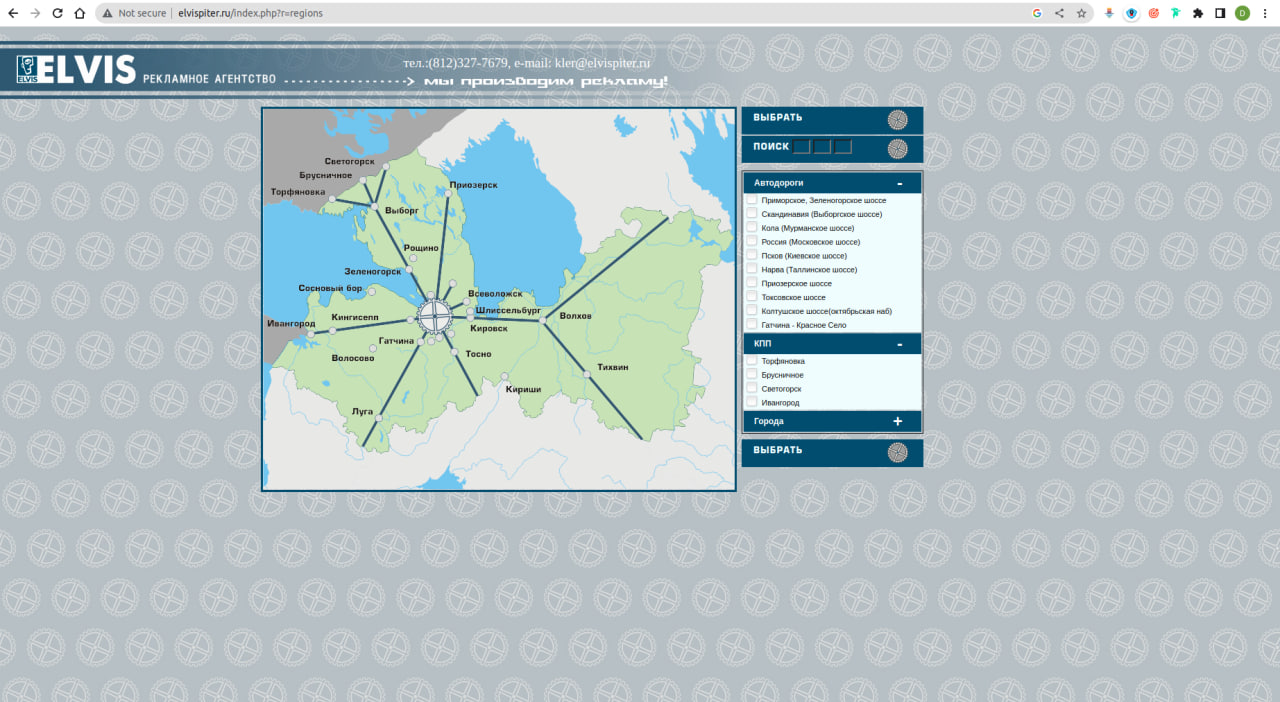 Not secure
elvispiter.ru/index.php?r=regions
D
ELVIS
ELVIS
РЕКЛАМНОЕ АГЕНТСТВО
тел.:(812)327-7679, e-mail: kler@elvispiter.ru
мы производим рекламу!
Светогорск
Брусничное
Торфяновка
Приозерск
Выборг
Рощино
Зеленогорск
Сосновый бор
Всеволожск
Шлиссельбург
Ивангород
Кингисепп
Кировск
Волхов
Гатчина
Волосово
Тосно
Тихвин
Кириши
Луга
ВЫБРАТЬ
ПОИСК
Автодороги -
Приморское, Зеленогорское шоссе
Скандинавия (Выборгское шоссе)
Кола (Мурманское шоссе)
Россия (Московское шоссе)
Псков (Киевское шоссе)
Нарва (Таллинское шоссе)
Приозерское шоссе
Токсовское шоссе
Колтушское шоссе(октябрьская наб)
Гатчина - Красное Село
КПП -
Торфяновка
Брусничное
Светогорск
Ивангород
Города +
ВЫБРАТЬ